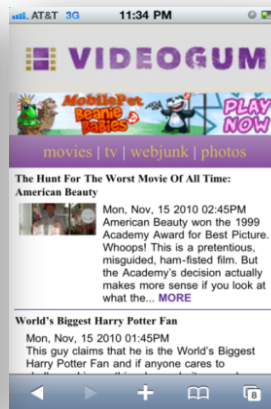 AT&T 3G 11:34 PM
VIDEOGUM
MobilePet
Beanie
Babies
PLAY
NOW
movies | tv | webjunk | photos
The Hunt For The Worst Movie Of All Time:
American Beauty
Mon, Nov, 15 2010 02:45PM
American Beauty won the 1999
Academy Award for Best Picture.
Whoops! This is a pretentious,
misguided, ham-fisted film. But
the Academy's decision actually
makes more sense if you look at
what the... MORE
World's Biggest Harry Potter Fan
Mon, Nov, 15 2010 01:45PM
This guy claims that he is the World's Biggest
Harry Potter Fan and if anyone cares to
8